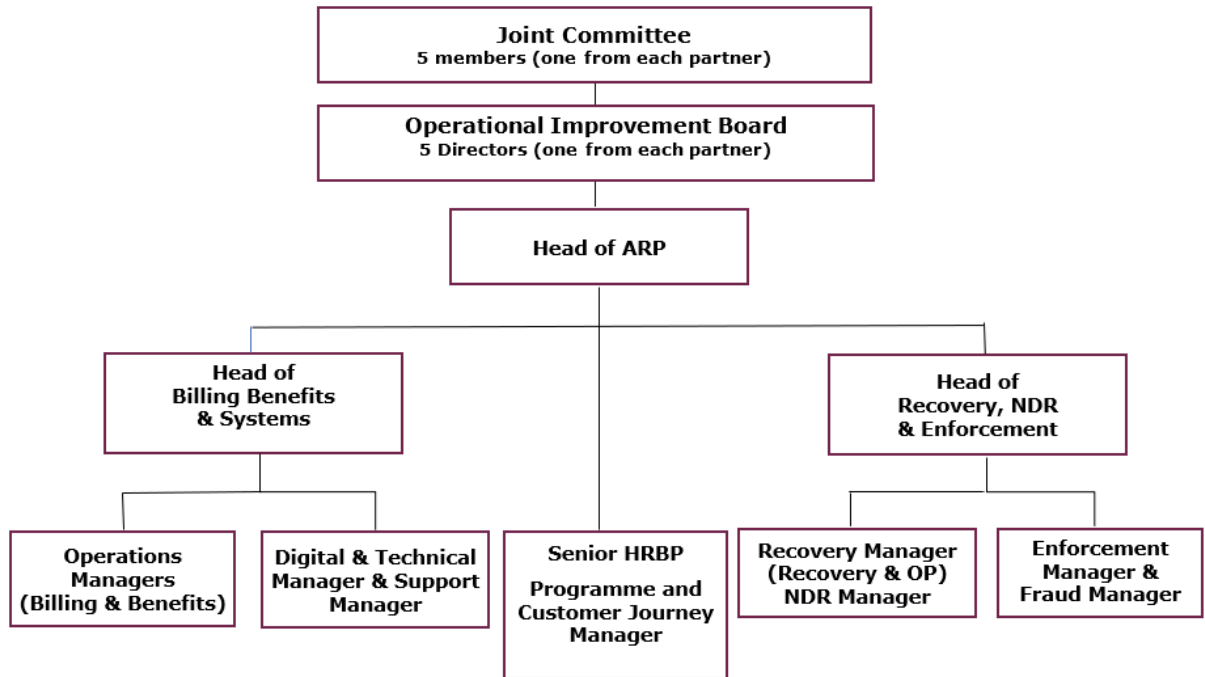 Joint Committee
5 members (one from each partner)
Operational Improvement Board
5 Directors (one from each partner)
Head of ARP
Head of
Billing Benefits
& Systems
Head of
Recovery, NDR
& Enforcement
Operations
Managers
(Billing & Benefits)
Digital & Technical
Manager & Support
Manager
Senior HRBP
Programme and
Customer Journey
Manager
Recovery Manager
(Recovery & OP)
NDR Manager
Enforcement
Manager &
Fraud Manager